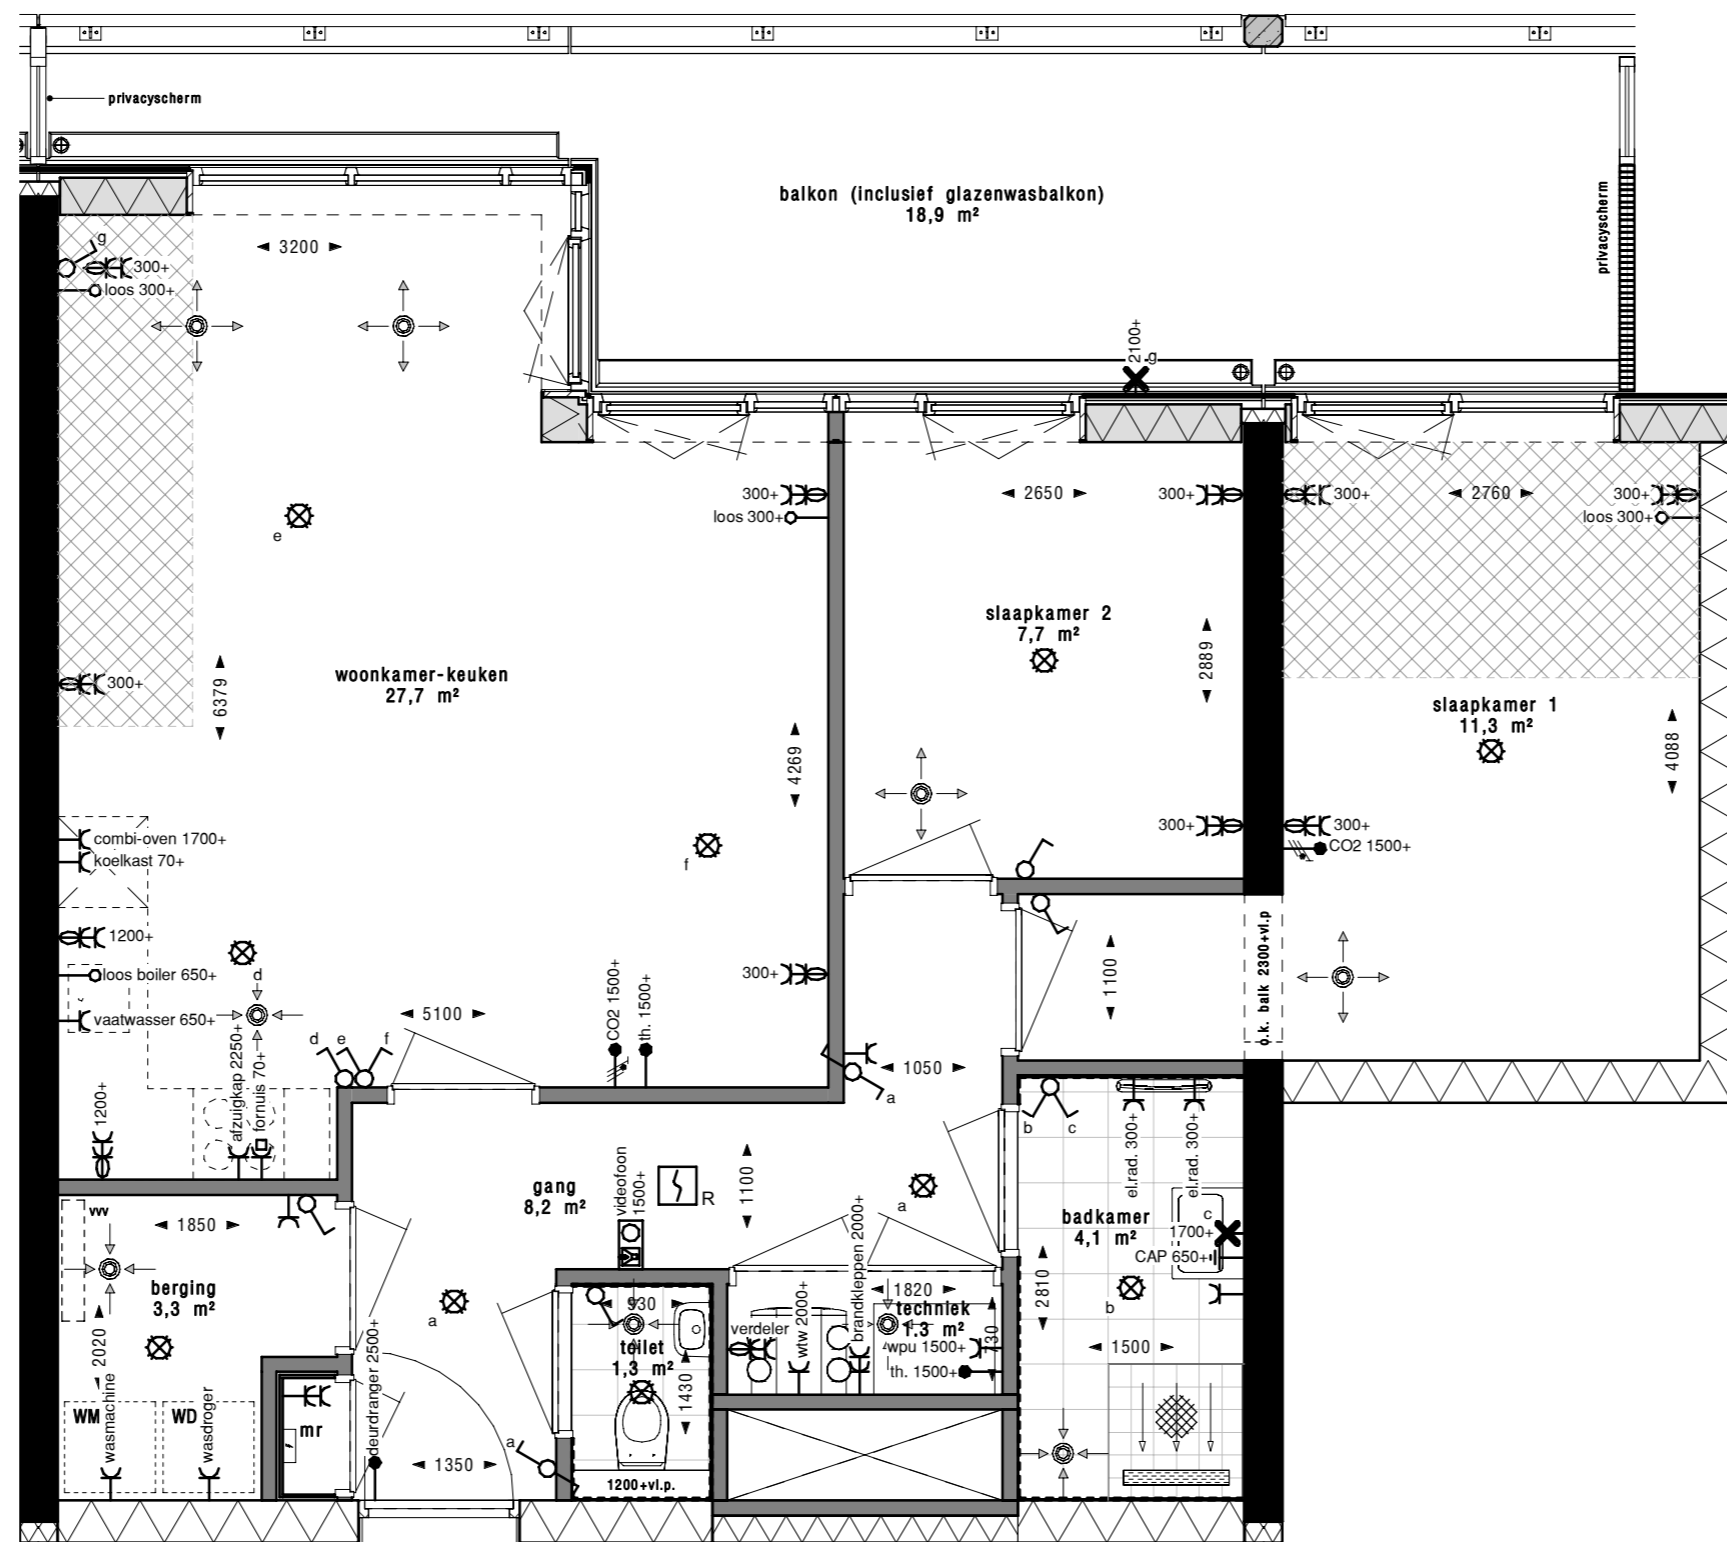 privacyscherm
balkon (inclusief glazenwasbalkon)
18,9 m²
privacyscherm
3200
g
300+
loos 300+
2100+
g
300+
loos 300+
2650
300+
300+
2760
300+
loos 300+
e
slaapkamer 2
7,7 m²
2889
woonkamer-keuken
27,7 m²
6379
300+
4269
slaapkamer 1
11,3 m²
4088
300+
300+
CO2 1500+
combi-oven 1700+
koelkast 70+
f
1200+
loos boiler 650+
d
vaatwasser 650+
300+
1100
o.k. balk 2300+vl.p
5100
CO2 1500+
th. 1500+
d
e
f
1050
a
afzuigkap 2250+
fornuis 70+
1200+
b
c
el.rad. 300+
el.rad. 300+
gang
8,2 m²
videofoon
1500+
R
1100
a
badkamer
4,1 m²
c
1700+
CAP 650+
b
vvv
1850
berging
3,3 m²
2020
a
deurdranger 2500+
930
toilet
1,3 m²
1430
verdeler
wtw 2000+
brandkleppen 2000+
1820
techniek
1.3 m²
730
wpu 1500+
th. 1500+
2810
1500
WM
wasmachine
WD
wasdroger
mr
1350
a
1200+vl.p.